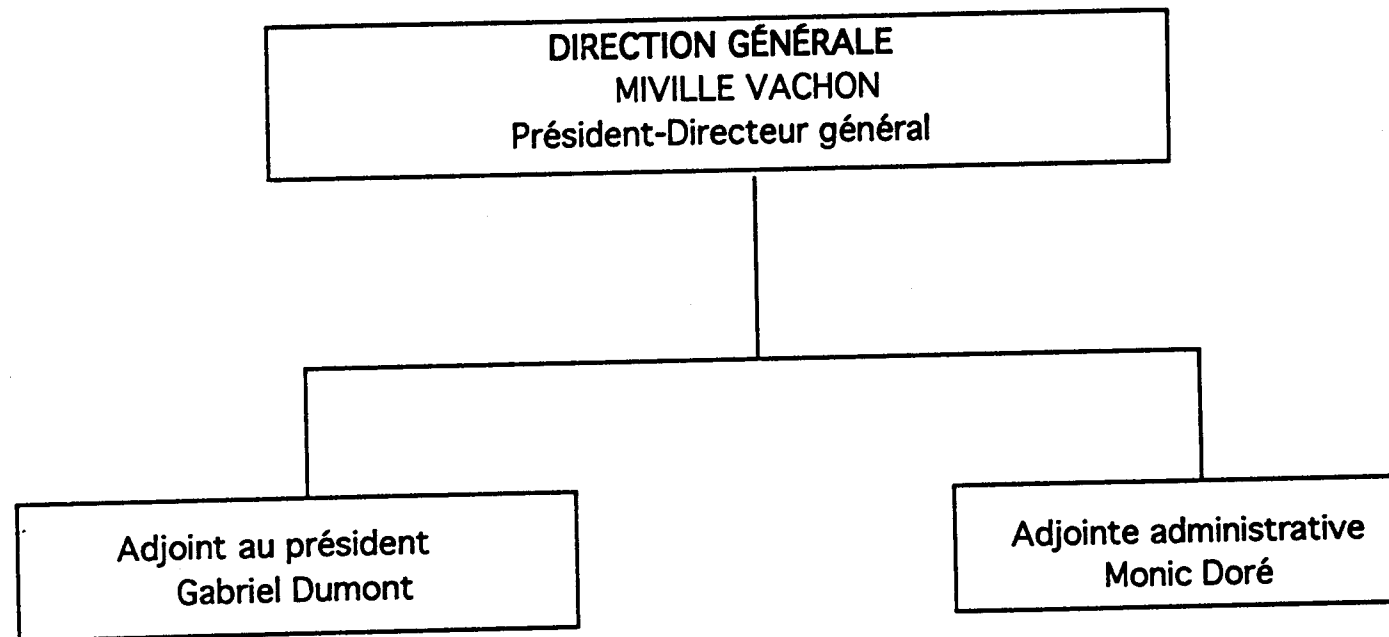 DIRECTION GÉNÉRALE
MIVILLE VACHON
Président-Directeur général
Adjoint au président
Gabriel Dumont
Adjointe administrative
Monic Doré